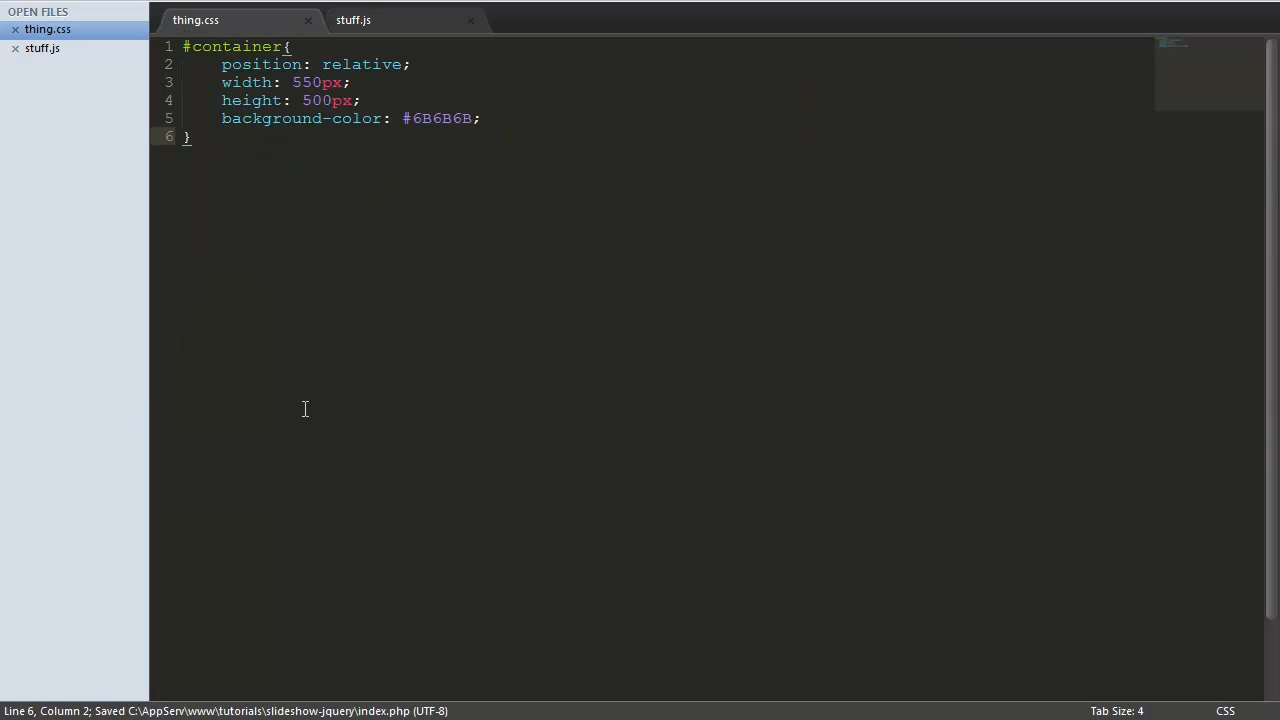 OPEN FILES
thing.css
stuff.js
thing.css
stuff.js
1 #container{
2 position: relative;
3 width: 550px;
4 height: 500px;
5 background-color: #6B6B6B;
6 }
Line 6, Column 2; Saved C:\AppServ\www\tutorials\slideshow-jquery\index.php (UTF-8)
Tab Size: 4
CSS